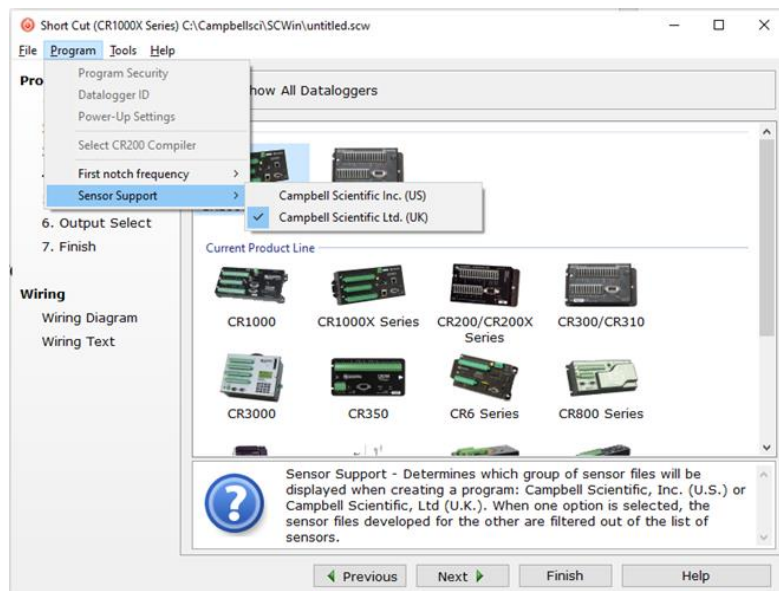 Short Cut (CR1000X Series) C:\Campbellsci\SCWin\untitled.scw
File Program Tools Help
Pro
Program Security
Datalogger ID
Power-Up Settings
Select CR200 Compiler
First notch frequency
Sensor Support
Campbell Scientific Inc. (US)
Campbell Scientific Ltd. (UK)
how All Dataloggers
6. Output Select
7. Finish
Wiring
Wiring Diagram
Wiring Text
Current Product Line
CR1000 CR1000X Series CR200/CR200X Series CR300/CR310
CR3000 CR350 CR6 Series CR800 Series
Sensor Support - Determines which group of sensor files will be
displayed when creating a program: Campbell Scientific, Inc. (U.S.) or
Campbell Scientific, Ltd (U.K.). When one option is selected, the
sensor files developed for the other are filtered out of the list of
sensors.
Previous Next Finish Help